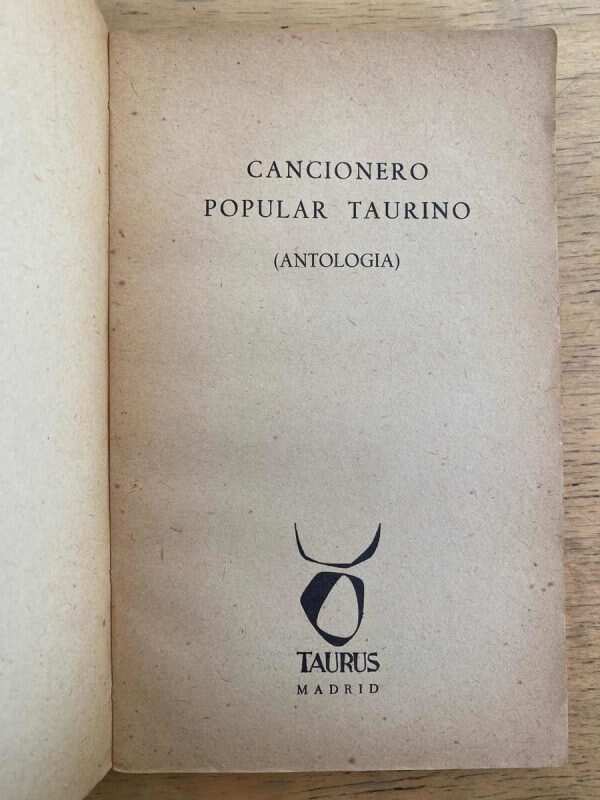 CANCIONERO
POPULAR TAURINO
(ANTOLOGIA)
TAURUS
MADRID